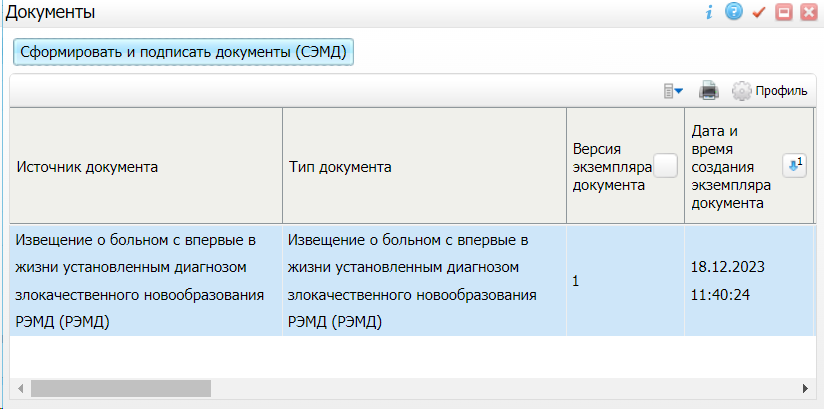 Документы
Сформировать и подписать документы (СЭМД)
Профиль
Источник документа
Тип документа
Версия
экземпляра
документа
Дата и
время
создания
экземпляра
документа
1
Извещение о больном с впервые в
жизни установленным диагнозом
злокачественного новообразования
РЭМД (РЭМД)
Извещение о больном с впервые в
жизни установленным диагнозом
злокачественного новообразования
РЭМД (РЭМД)
1
18.12.2023
11:40:24